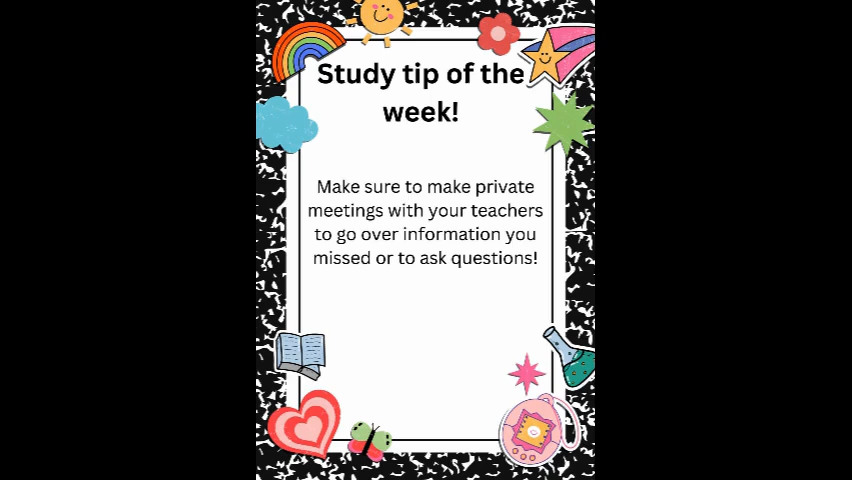 Study tip of the
week!
Make sure to make private
meetings with your teachers
to go over information you
missed or to ask questions!